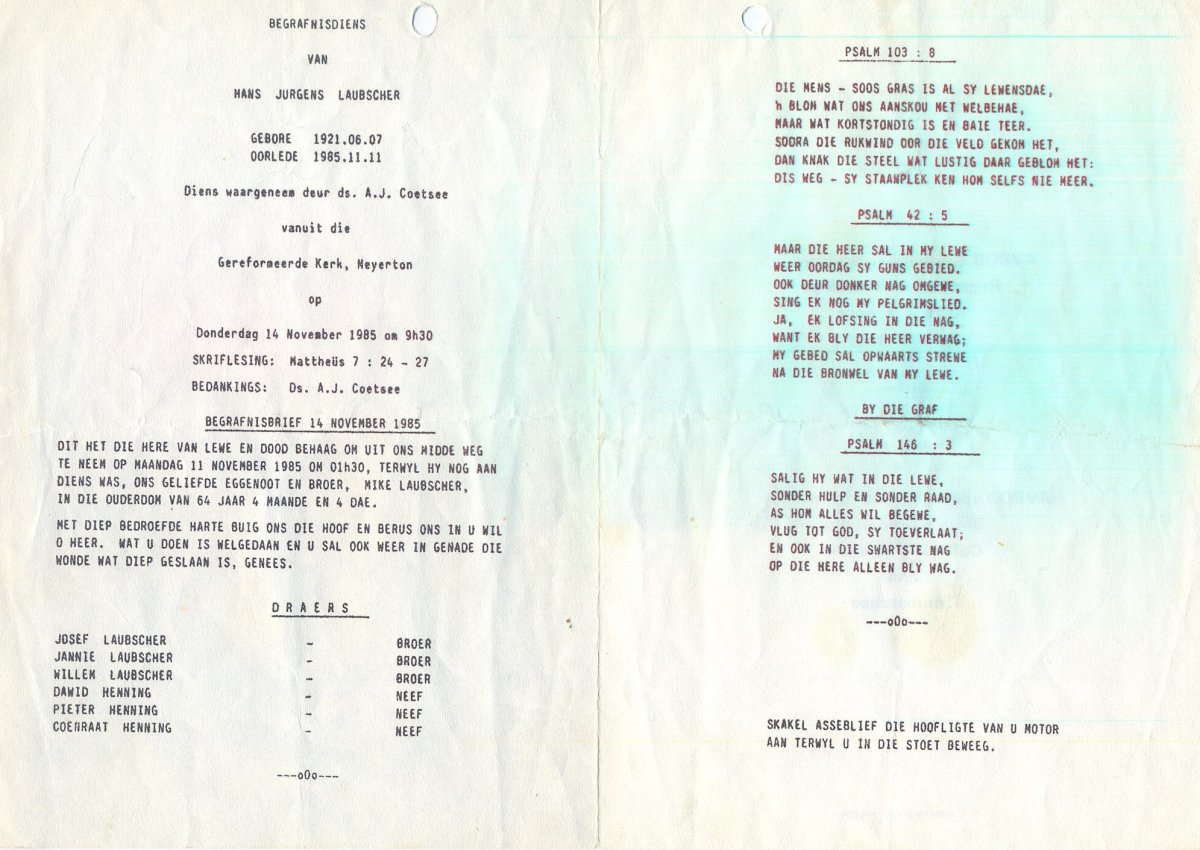 BEGRAFNISDIENS
VAN
HANS JURGENS LAUBSCHER
GEBORE 1921.06.07
OORLEDE 1985.11.11
Diens waargeneem deur ds. A.J. Coetsee
vanuit die
Gereformeerde Kerk, Meyerton
op
Donderdag 14 November 1985 om 9h30
SKRIFLESING: Mattheüs 7 : 24 - 27
BEDANKINGS: Ds. A.J. Coetsee
BEGRAFNISBRIEF 14 NOVEMBER 1985
DIT HET DIE HERE VAN LEWE EN DOOD BEHAAG OM UIT ONS MIDDE WEG
TE NEEM OP MAANDAG 11 NOVEMBER 1985 OM 01h30, TERWYL HY NOG AAN
DIENS WAS, ONS GELIEFDE EGGENOOT EN BROER, MIKE LAUBSCHER,
IN DIE OUDERDOM VAN 64 JAAR 4 MAANDE EN 4 DAE.
MET DIEP BEDROEFDE HARTE BUIG ONS DIE HOOF EN BERUS ONS IN U WIL
O HEER. WAT U DOEN IS WELGEDAAN EN U SAL OOK WEER IN GENADE DIE
WONDE WAT DIEP GESLAAN IS, GENEES.
D R A E R S
JOSEF LAUBSCHER - BROER
JANNIE LAUBSCHER - BROER
WILLEM LAUBSCHER - BROER
DAWID HENNING - NEEF
PIETER HENNING - NEEF
COENRAAT HENNING - NEEF
---oOo---
PSALM 103 : 8
DIE MENS - SOOS GRAS IS AL SY LEWENSDAE,
'n BLOM WAT ONS AANSKOU MET WELBEHAE,
MAAR WAT KORTSTONDIG IS EN BAIE TEER.
SODRA DIE RUKWIND OOR DIE VELD GEKOM HET,
DAN KNAK DIE STEEL WAT LUSTIG DAAR GEBLOM HET:
DIS WEG - SY STAANPLEK KEN HOM SELFS NIE MEER.
PSALM 42 : 5
MAAR DIE HEER SAL IN MY LEWE
WEER OORDAG SY GUNS GEBIED.
OOK DEUR DONKER NAG OMGEWE,
SING EK NOG MY PELGRIMSLIED.
JA, EK LOFSING IN DIE NAG,
WANT EK BLY DIE HEER VERWAG;
MY GEBED SAL OPWAARTS STREWE
NA DIE BRONWEL VAN MY LEWE.
BY DIE GRAF
PSALM 146 : 3
SALIG HY WAT IN DIE LEWE,
SONDER HULP EN SONDER RAAD,
AS HOM ALLES WIL BEGEWE,
VLUG TOT GOD, SY TOEVERLAAT;
EN OOK IN DIE SWARTSTE NAG
OP DIE HERE ALLEEN BLY WAG.
---oOo---
SKAKEL ASSEBLIEF DIE HOOFLIGTE VAN U MOTOR
AAN TERWYL U IN DIE STOET BEWEEG.